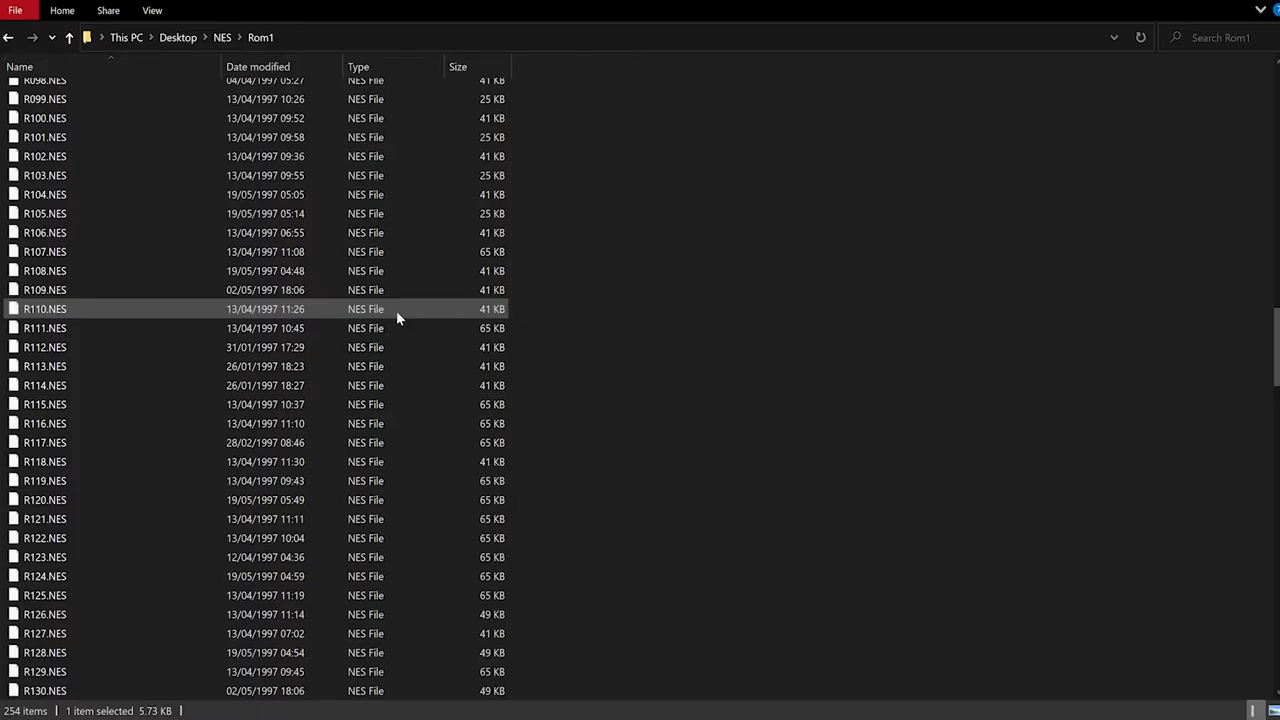 File Home Share View
This PC > Desktop > NES > Rom1 Search Rom1
Name Date modified Type Size
R098.NES 04/04/1997 05:27 NES File 41 KB
R099.NES 13/04/1997 10:26 NES File 25 KB
R100.NES 13/04/1997 09:52 NES File 41 KB
R101.NES 13/04/1997 09:58 NES File 25 KB
R102.NES 13/04/1997 09:36 NES File 41 KB
R103.NES 13/04/1997 09:55 NES File 25 KB
R104.NES 19/05/1997 05:05 NES File 41 KB
R105.NES 19/05/1997 05:14 NES File 25 KB
R106.NES 13/04/1997 06:55 NES File 41 KB
R107.NES 13/04/1997 11:08 NES File 65 KB
R108.NES 19/05/1997 04:48 NES File 41 KB
R109.NES 02/05/1997 18:06 NES File 41 KB
R110.NES 13/04/1997 11:26 NES File 41 KB
R111.NES 13/04/1997 10:45 NES File 65 KB
R112.NES 31/01/1997 17:29 NES File 41 KB
R113.NES 26/01/1997 18:23 NES File 41 KB
R114.NES 26/01/1997 18:27 NES File 41 KB
R115.NES 13/04/1997 10:37 NES File 65 KB
R116.NES 13/04/1997 11:10 NES File 65 KB
R117.NES 28/02/1997 08:46 NES File 65 KB
R118.NES 13/04/1997 11:30 NES File 41 KB
R119.NES 13/04/1997 09:43 NES File 65 KB
R120.NES 19/05/1997 05:49 NES File 65 KB
R121.NES 13/04/1997 11:11 NES File 65 KB
R122.NES 13/04/1997 10:04 NES File 65 KB
R123.NES 12/04/1997 04:36 NES File 65 KB
R124.NES 19/05/1997 04:59 NES File 65 KB
R125.NES 13/04/1997 11:19 NES File 65 KB
R126.NES 13/04/1997 11:14 NES File 49 KB
R127.NES 13/04/1997 07:02 NES File 41 KB
R128.NES 19/05/1997 04:54 NES File 49 KB
R129.NES 13/04/1997 09:45 NES File 65 KB
R130.NES 02/05/1997 18:06 NES File 49 KB
254 items 1 item selected 5.73 KB